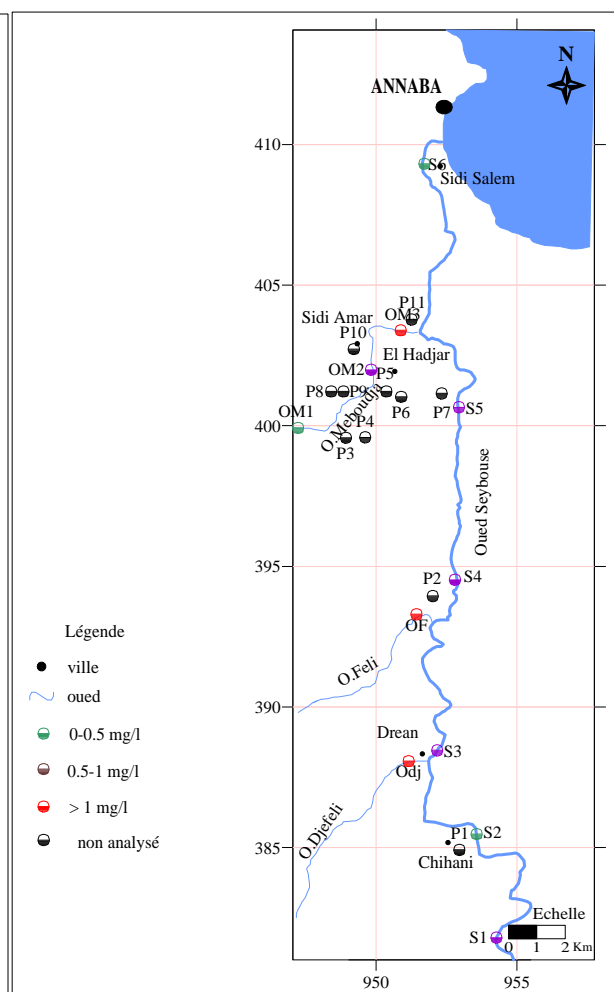 N
ANNABA
410
S6
Sidi Salem
405
P11
Sidi Amar
OM3
P10
El Hadjar
OM2
P5
P8
P9
P6
P7
S5
OM1
O.Meboudja
400
P4
P3
Oued Seybouse
395
P2
S4
OF
O.Feli
Légende
ville
oued
390
Drean
S3
0-0.5 mg/l
Odj
0.5-1 mg/l
> 1 mg/l
O.Djefeli
P1
S2
non analysé
385
Chihani
Echelle
S1
0 1 2 Km
950 955